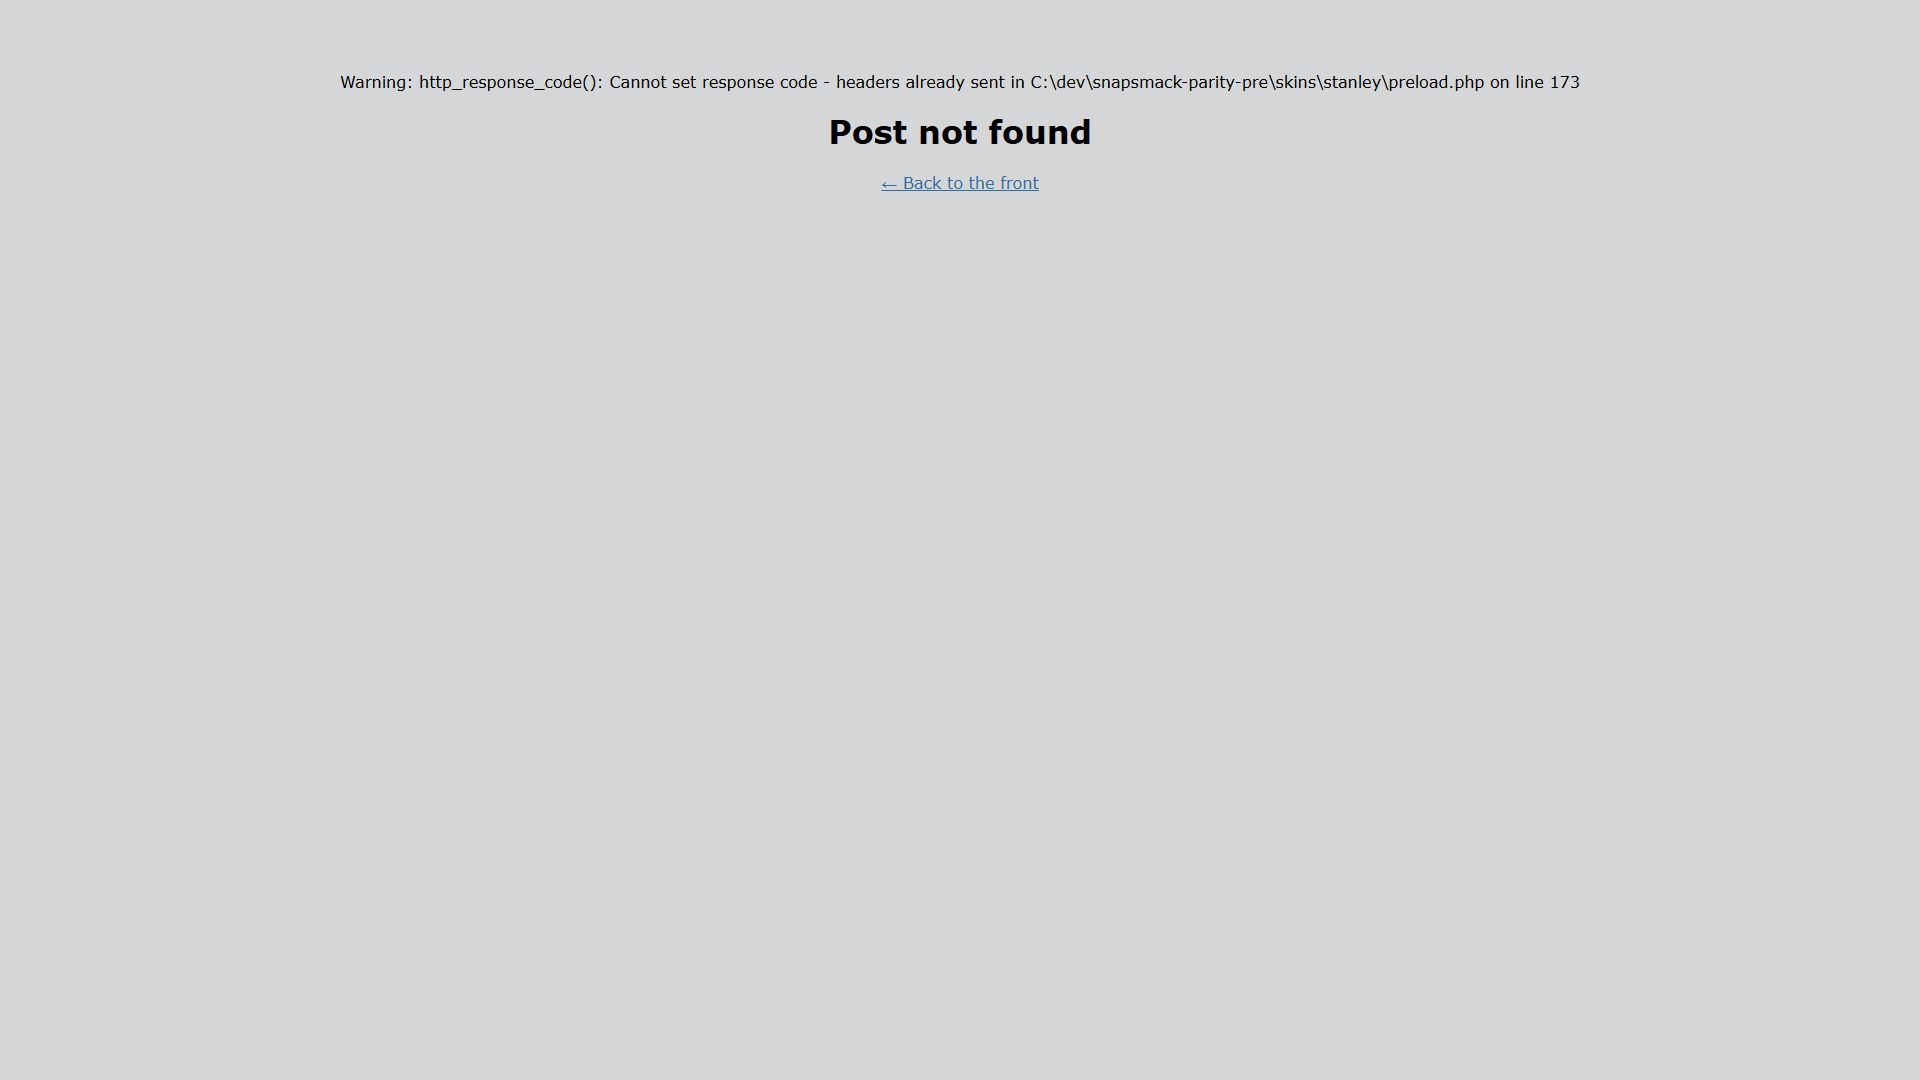 Warning: http_response_code(): Cannot set response code - headers already sent in C:\dev\snapsmack-parity-pre\skins\stanley\preload.php on line 173
Post not found
← Back to the front